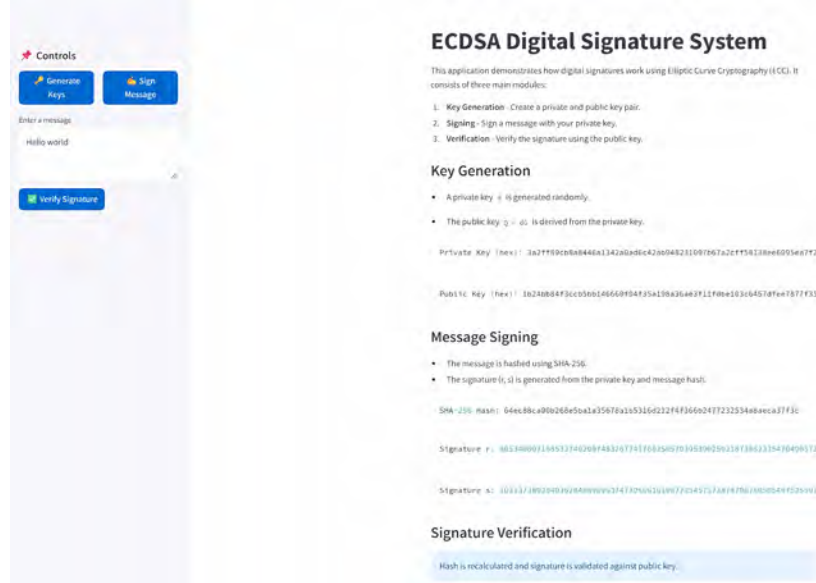 📌 Controls
🔑 Generate
Keys
✍️ Sign
Message
Enter a message
Hello world
✅ Verify Signature
ECDSA Digital Signature System
This application demonstrates how digital signatures work using Elliptic Curve Cryptography (ECC). It
consists of three main modules:
1. Key Generation - Create a private and public key pair.
2. Signing - Sign a message with your private key.
3. Verification - Verify the signature using the public key.
Key Generation
• A private key is generated randomly.
• The public key is derived from the private key.
Private Key (hex):
Public Key (hex):
Message Signing
• The message is hashed using SHA-256.
• The signature (r, s) is generated from the private key and message hash.
SHA-256 Hash:
Signature r:
Signature s:
Signature Verification
Hash is recalculated and signature is validated against public key.